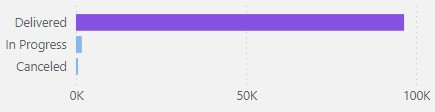 Delivered
In Progress
Canceled
0K 50K 100K